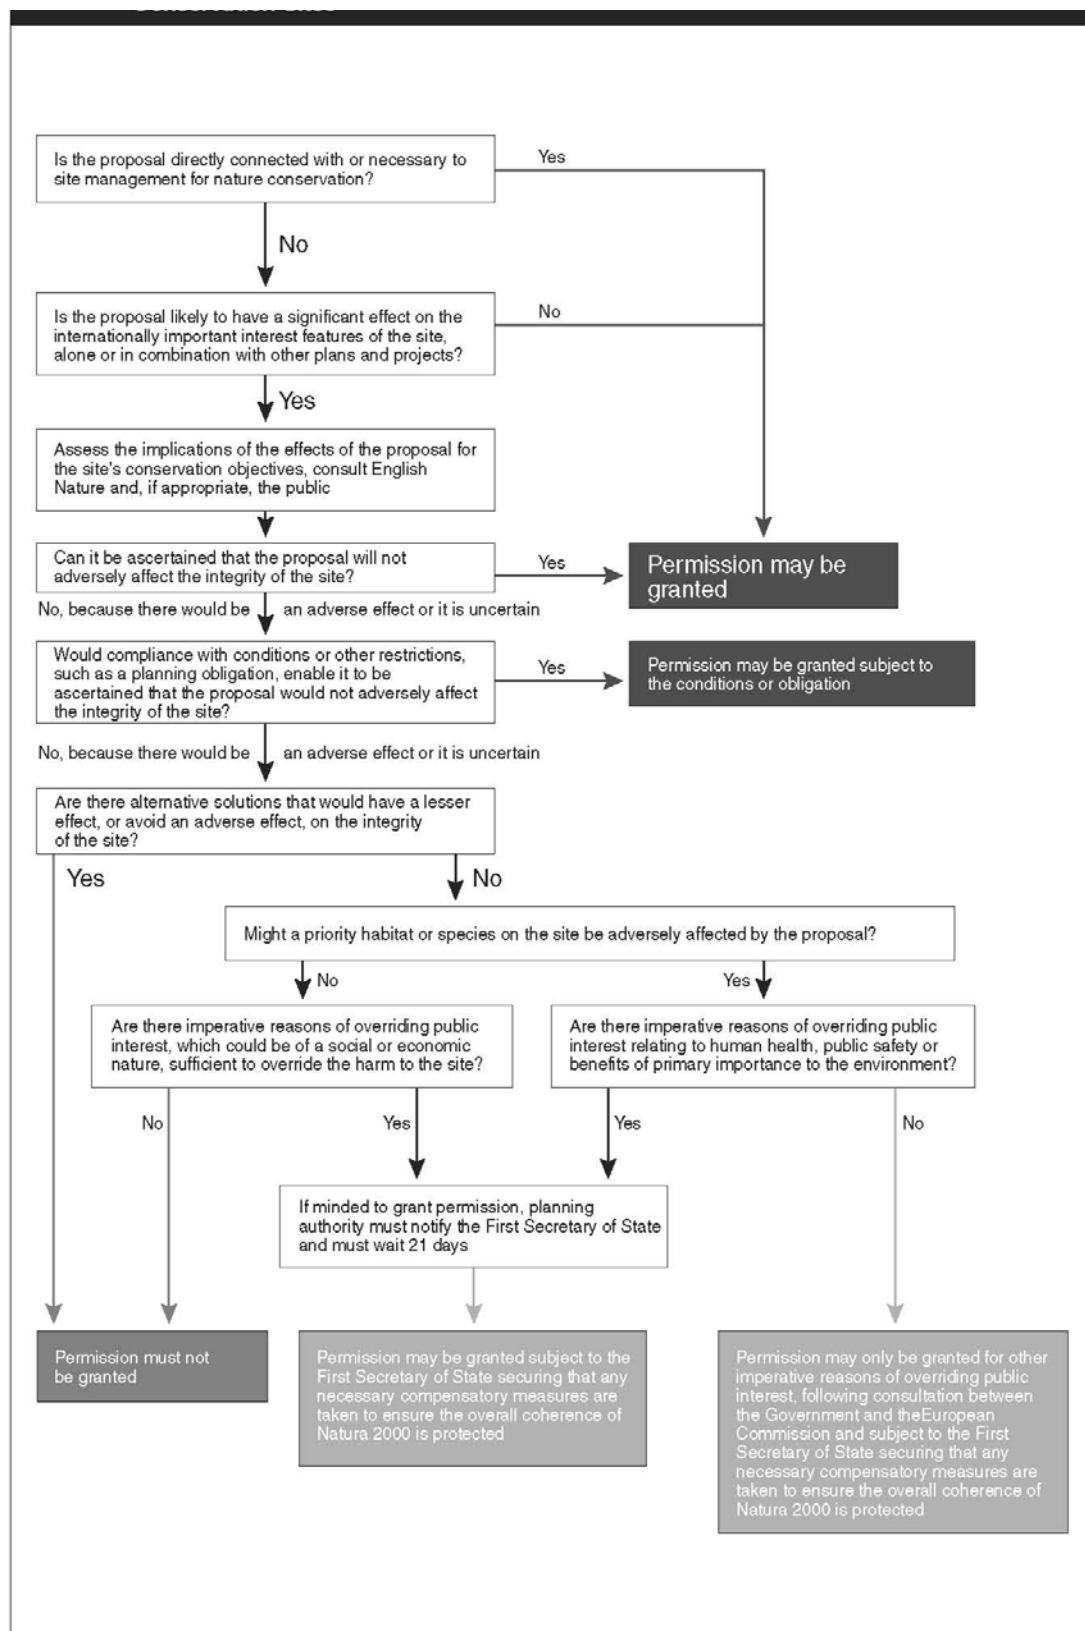 Is the proposal directly connected with or necessary to
site management for nature conservation?
Yes
No
Is the proposal likely to have a significant effect on the
internationally important interest features of the site,
alone or in combination with other plans and projects?
No
Yes
Assess the implications of the effects of the proposal for
the site's conservation objectives, consult English
Nature and, if appropriate, the public
Can it be ascertained that the proposal will not
adversely affect the integrity of the site?
Yes
Permission may be
granted
No, because there would be an adverse effect or it is uncertain
Would compliance with conditions or other restrictions,
such as a planning obligation, enable it to be
ascertained that the proposal would not adversely affect
the integrity of the site?
Yes
Permission may be granted subject to
the conditions or obligation
No, because there would be an adverse effect or it is uncertain
Are there alternative solutions that would have a lesser
effect, or avoid an adverse effect, on the integrity
of the site?
Yes
No
Might a priority habitat or species on the site be adversely affected by the proposal?
No
Yes
Are there imperative reasons of overriding public
interest, which could be of a social or economic
nature, sufficient to override the harm to the site?
Are there imperative reasons of overriding public
interest relating to human health, public safety or
benefits of primary importance to the environment?
No
Yes
Yes
No
If minded to grant permission, planning
authority must notify the First Secretary of State
and must wait 21 days
Permission must not
be granted
Permission may be granted subject to the
First Secretary of State securing that any
necessary compensatory measures are
taken to ensure the overall coherence of
Natura 2000 is protected
Permission may only be granted for other
imperative reasons of overriding public
interest, following consultation between
the Government and theEuropean
Commission and subject to the First
Secretary of State securing that any
necessary compensatory measures are
taken to ensure the overall coherence of
Natura 2000 is protected